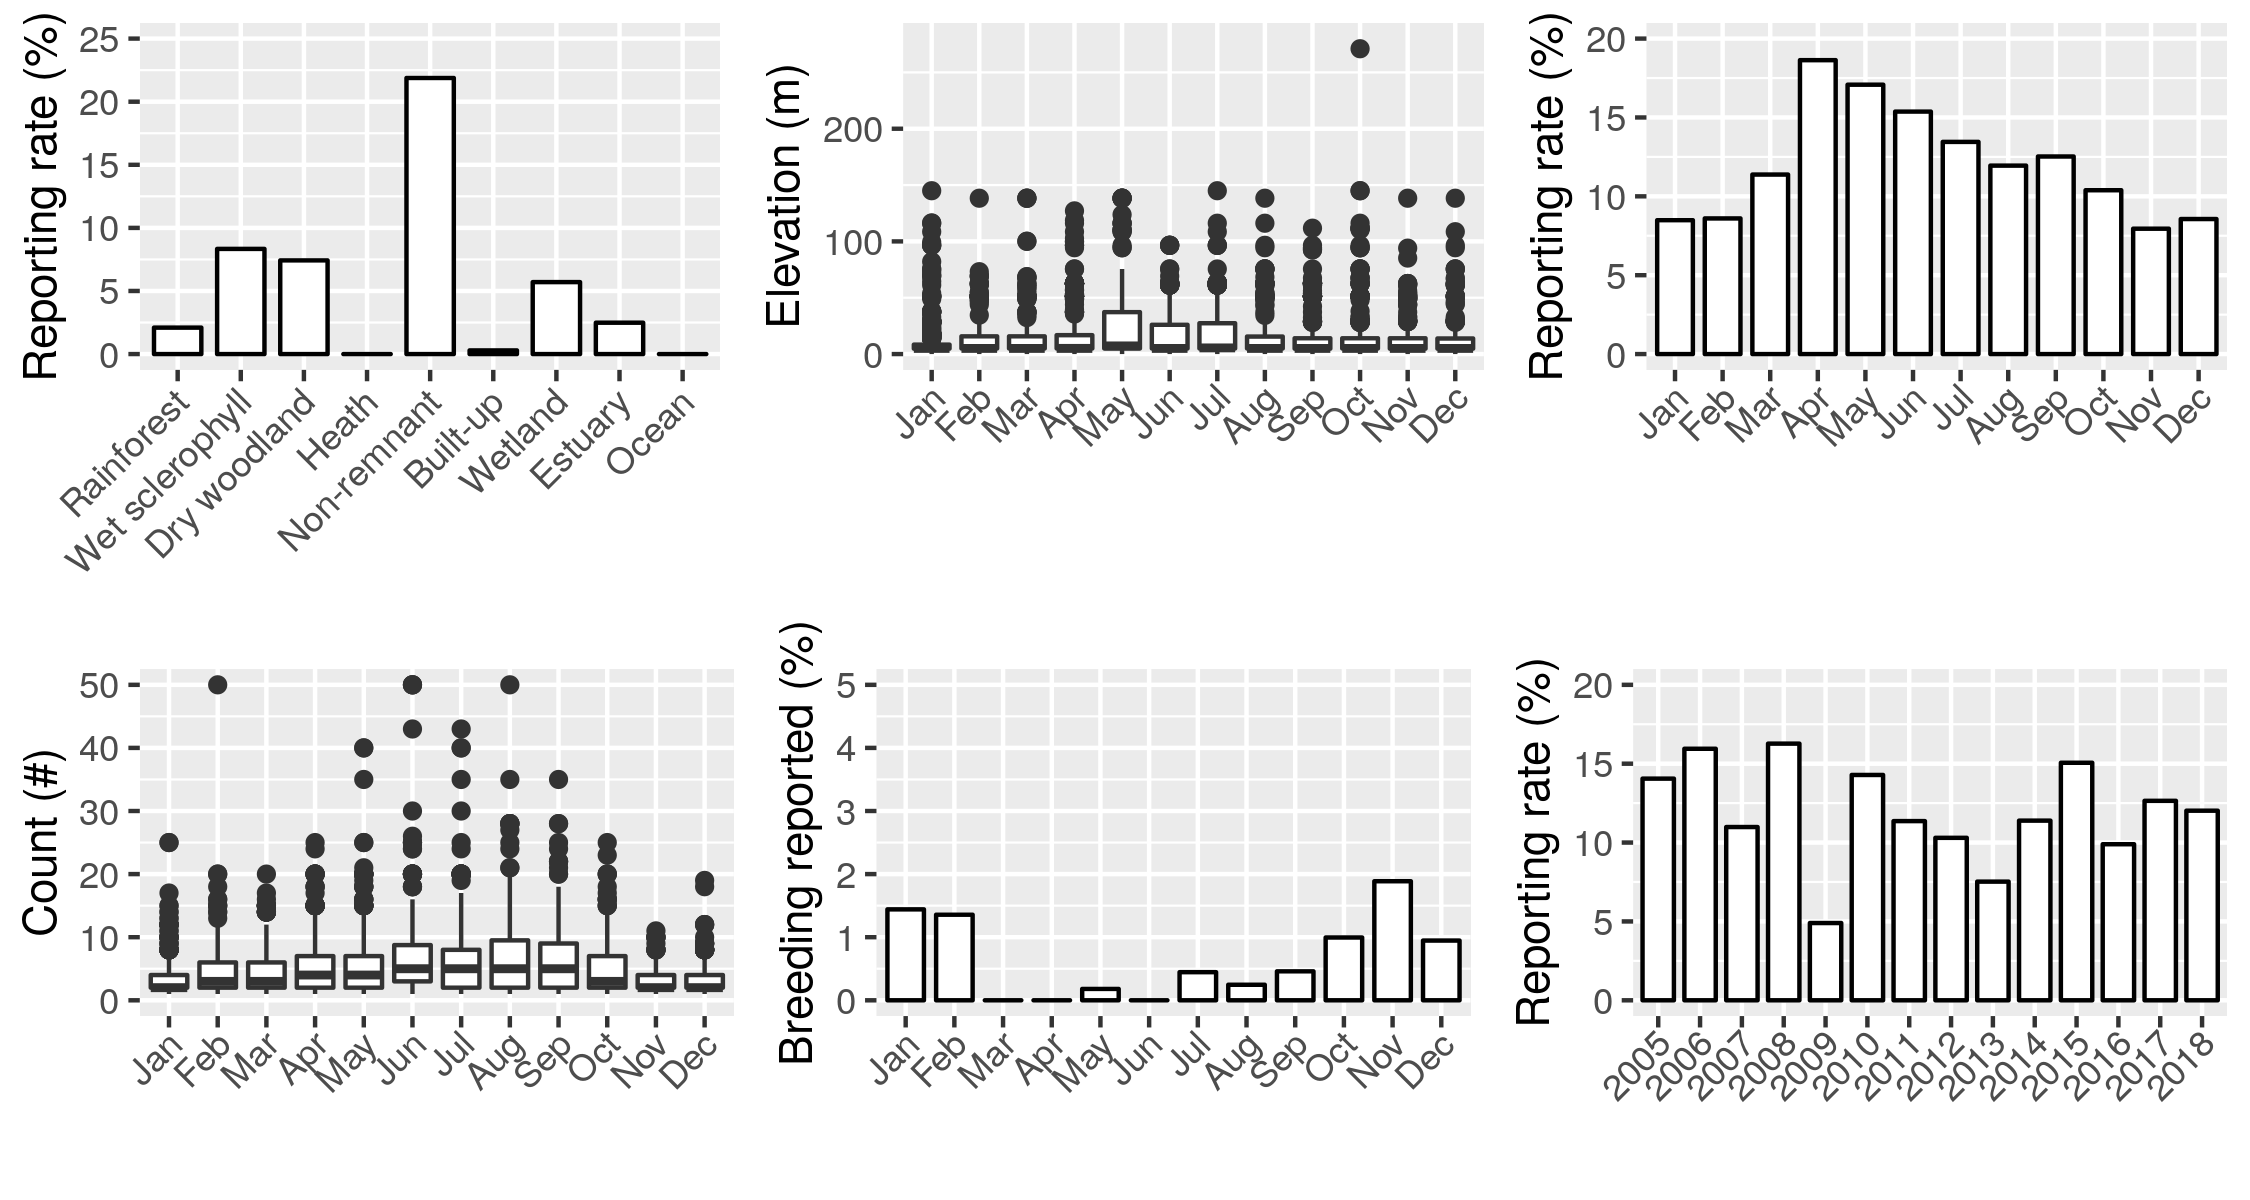 Reporting rate (%)
25
20
15
10
5
0
Rainforest
Wet sclerophyll
Dry woodland
Heath
Non-remnant
Built-up
Wetland
Estuary
Ocean
Elevation (m)
200
100
0
Jan
Feb
Mar
Apr
May
Jun
Jul
Aug
Sep
Oct
Nov
Dec
Reporting rate (%)
20
15
10
5
0
Jan
Feb
Mar
Apr
May
Jun
Jul
Aug
Sep
Oct
Nov
Dec
Count (#)
50
40
30
20
10
0
Jan
Feb
Mar
Apr
May
Jun
Jul
Aug
Sep
Oct
Nov
Dec
Breeding reported (%)
5
4
3
2
1
0
Jan
Feb
Mar
Apr
May
Jun
Jul
Aug
Sep
Oct
Nov
Dec
Reporting rate (%)
20
15
10
5
0
2005
2006
2007
2008
2009
2010
2011
2012
2013
2014
2015
2016
2017
2018